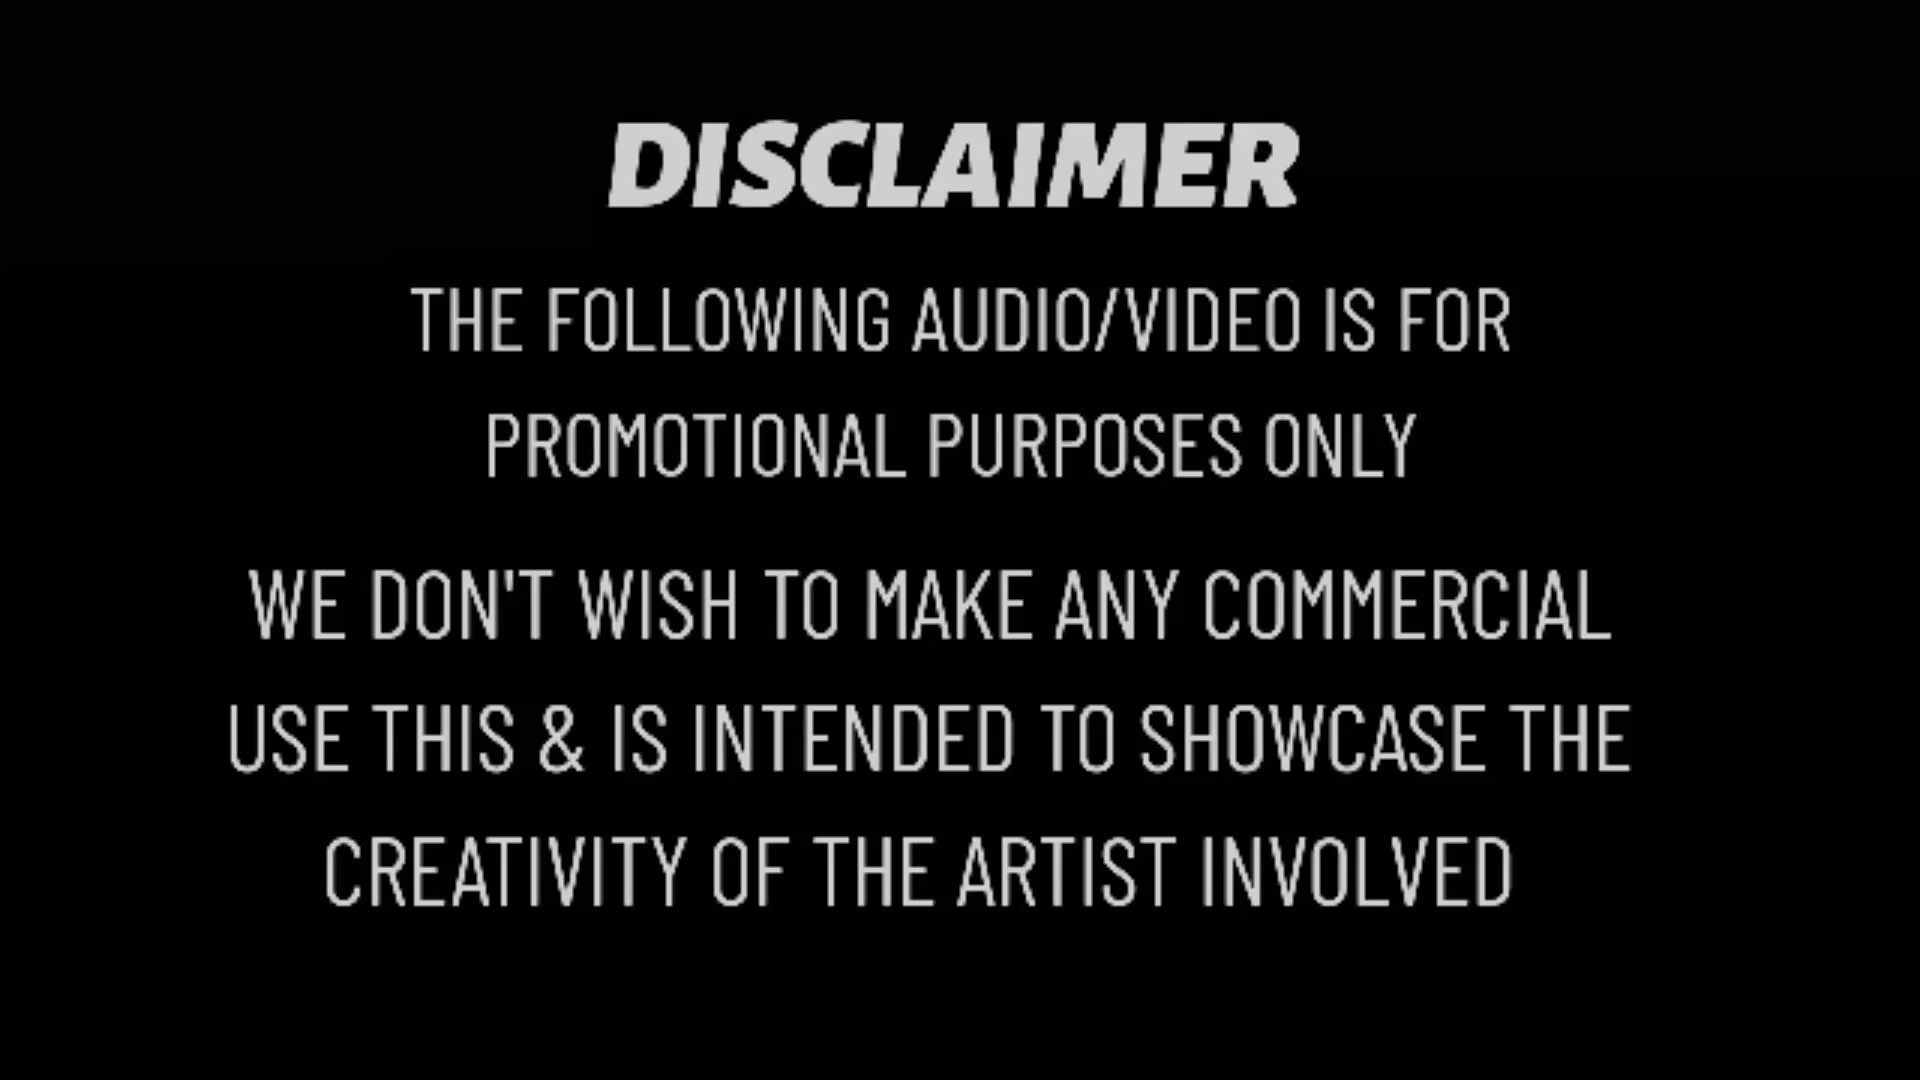 DISCLAIMER
THE FOLLOWING AUDIO/VIDEO IS FOR
PROMOTIONAL PURPOSES ONLY
WE DON'T WISH TO MAKE ANY COMMERCIAL
USE THIS & IS INTENDED TO SHOWCASE THE
CREATIVITY OF THE ARTIST INVOLVED